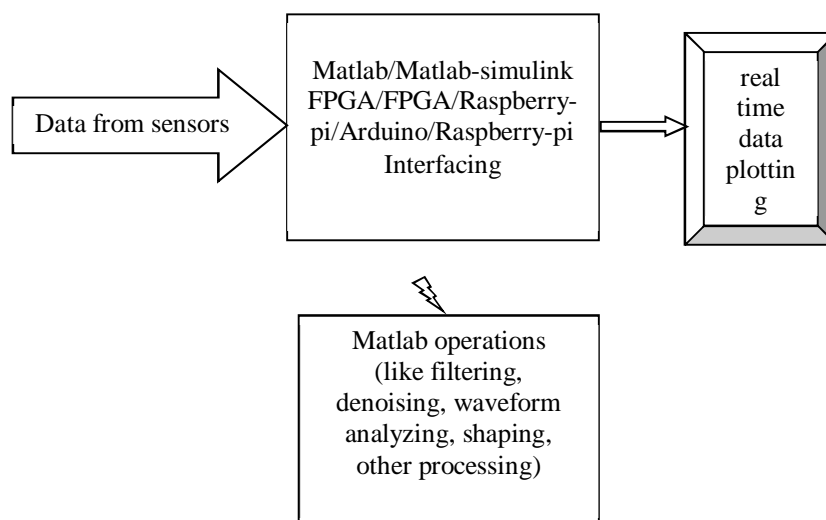 Data from sensors
Matlab/Matlab-simulink
FPGA/FPGA/Raspberry-
pi/Arduino/Raspberry-pi
Interfacing
real
time
data
plottin
g
Matlab operations
(like filtering,
denoising, waveform
analyzing, shaping,
other processing)